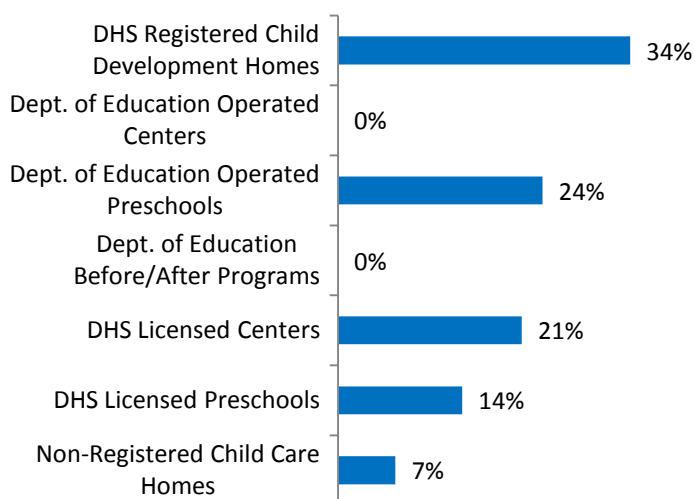 DHS Registered Child
Development Homes
34%
Dept. of Education Operated
Centers
0%
Dept. of Education Operated
Preschools
24%
Dept. of Education
Before/After Programs
0%
DHS Licensed Centers
21%
DHS Licensed Preschools
14%
Non-Registered Child Care
Homes
7%